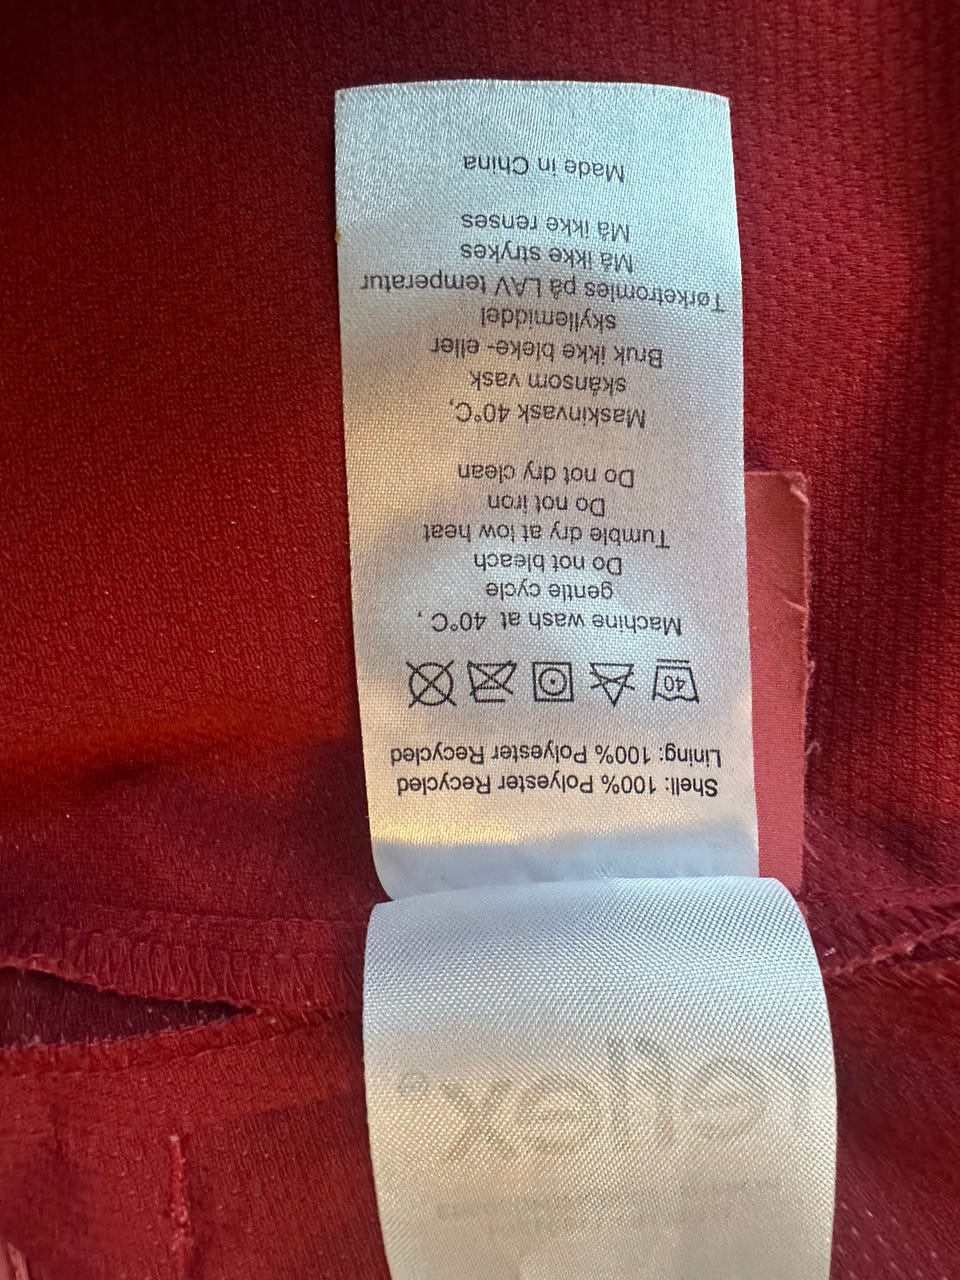 Shell: 100% Polyester Recycled
Lining: 100% Polyester Recycled
40
Machine wash at 40°C ,
gentle cycle
Do not bleach
Tumble dry at low heat
Do not iron
Do not dry clean
Maskinvask 40°C,
skånsom vask
Bruk ikke bleke- eller
skyllemiddel
Tørketromles på LAV temperatur
Må ikke strykes
Må ikke renses
Made in China